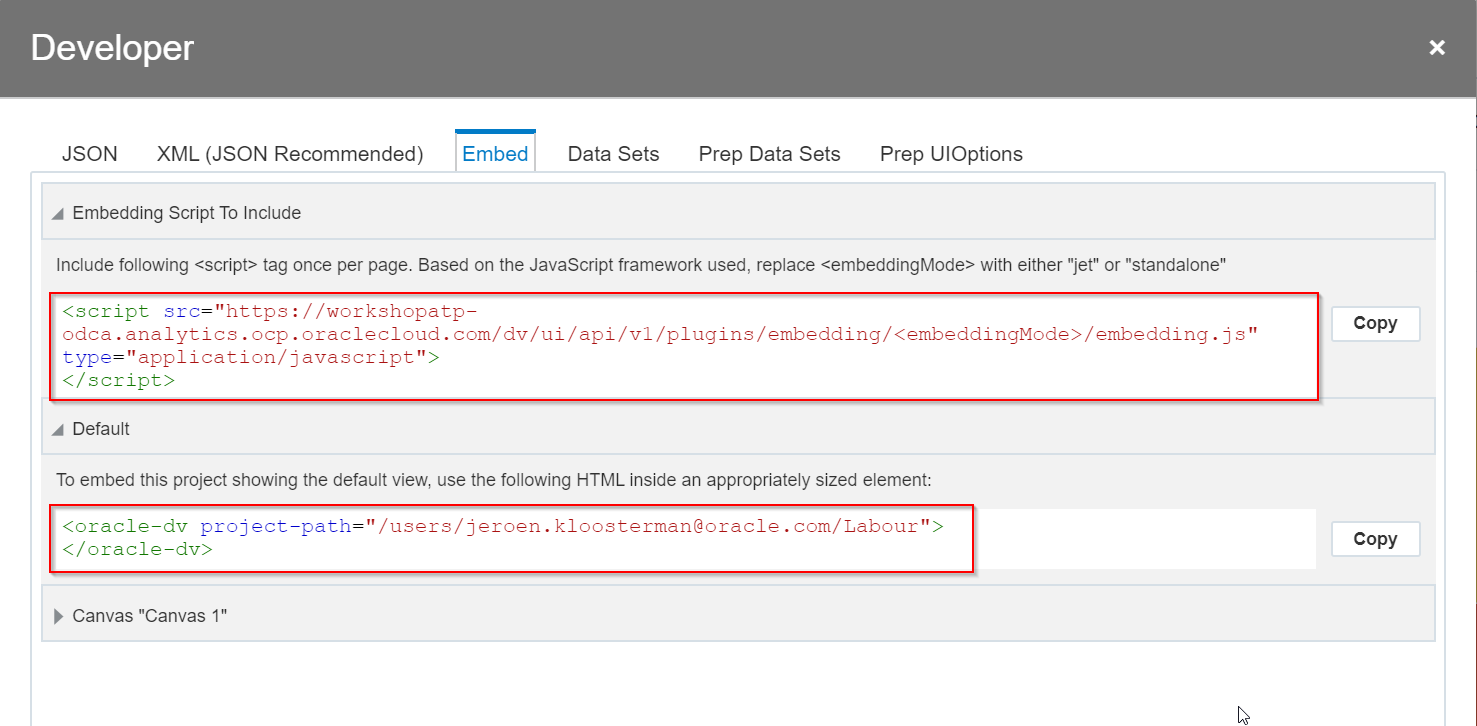 Developer
×
JSON XML (JSON Recommended) Embed Data Sets Prep Data Sets Prep UIOptions
Embedding Script To Include
Include following <script> tag once per page. Based on the JavaScript framework used, replace <embeddingMode> with either "jet" or "standalone"
<script src="https://workshopatp-
odca.analytics.ocp.oraclecloud.com/dv/ui/api/v1/plugins/embedding/<embeddingMode>/embedding.js"
type="application/javascript">
</script>
Copy
Default
To embed this project showing the default view, use the following HTML inside an appropriately sized element:
<oracle-dv project-path="/users/jeroen.kloosterman@oracle.com/Labour">
</oracle-dv>
Copy
Canvas "Canvas 1"